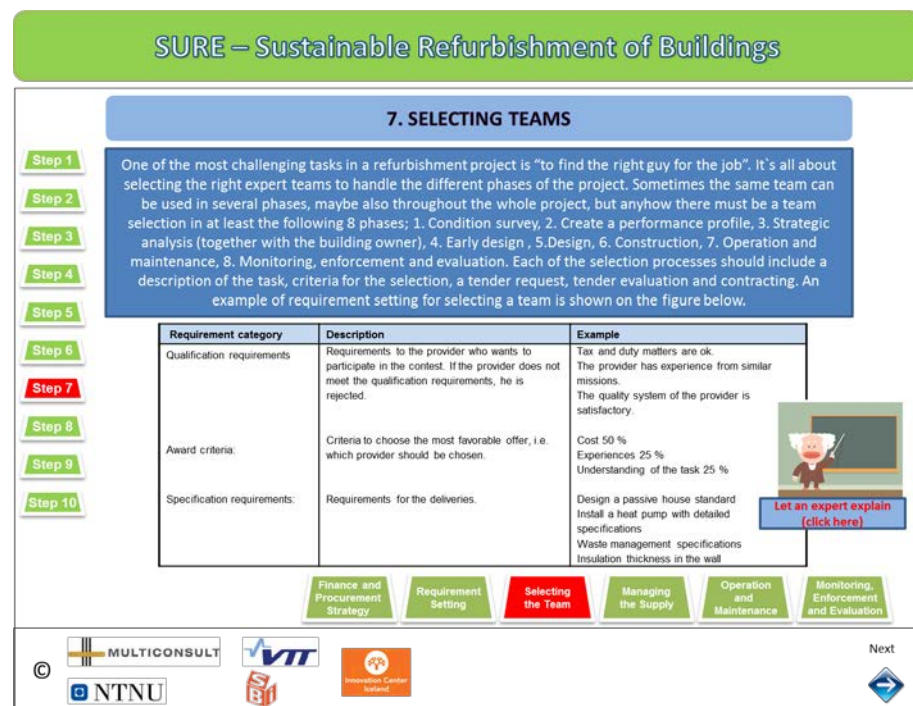 SURE – Sustainable Refurbishment of Buildings
7. SELECTING TEAMS
Step 1
Step 2
Step 3
Step 4
Step 5
Step 6
Step 7
Step 8
Step 9
Step 10
One of the most challenging tasks in a refurbishment project is “to find the right guy for the job”. It`s all about
selecting the right expert teams to handle the different phases of the project. Sometimes the same team can
be used in several phases, maybe also throughout the whole project, but anyhow there must be a team
selection in at least the following 8 phases; 1. Condition survey, 2. Create a performance profile, 3. Strategic
analysis (together with the building owner), 4. Early design , 5.Design, 6. Construction, 7. Operation and
maintenance, 8. Monitoring, enforcement and evaluation. Each of the selection processes should include a
description of the task, criteria for the selection, a tender request, tender evaluation and contracting. An
example of requirement setting for selecting a team is shown on the figure below.
Requirement category
Description
Example
Qualification requirements
Requirements to the provider who wants to
participate in the contest. If the provider does not
meet the qualification requirements, he is
rejected.
Tax and duty matters are ok.
The provider has experience from similar
missions.
The quality system of the provider is
satisfactory.
Award criteria:
Criteria to choose the most favorable offer, i.e.
which provider should be chosen.
Cost 50 %
Experiences 25 %
Understanding of the task 25 %
Specification requirements:
Requirements for the deliveries.
Design a passive house standard
Install a heat pump with detailed
specifications
Waste management specifications
Insulation thickness in the wall
Let an expert explain
(click here)
Finance and
Procurement
Strategy
Requirement
Setting
Selecting
the Team
Managing
the Supply
Operation
and
Maintenance
Monitoring,
Enforcement
and Evaluation
©
MULTICONSULT
VTT
NTNU
SBI
Innovation Center
Iceland
Next